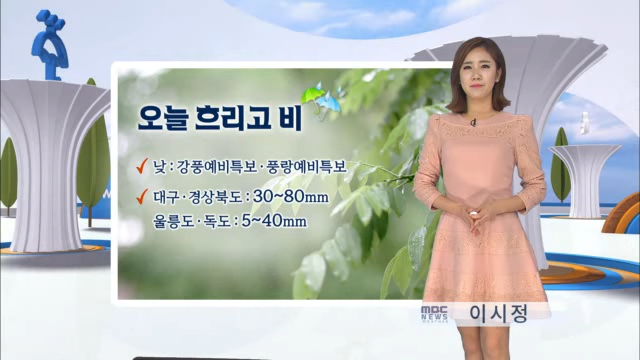 오늘 흐리고 비
낮 : 강풍예비특보 · 풍랑예비특보
대구 · 경상북도 : 30~80mm
울릉도 · 독도 : 5~40mm
MBC
NEWS
이시정